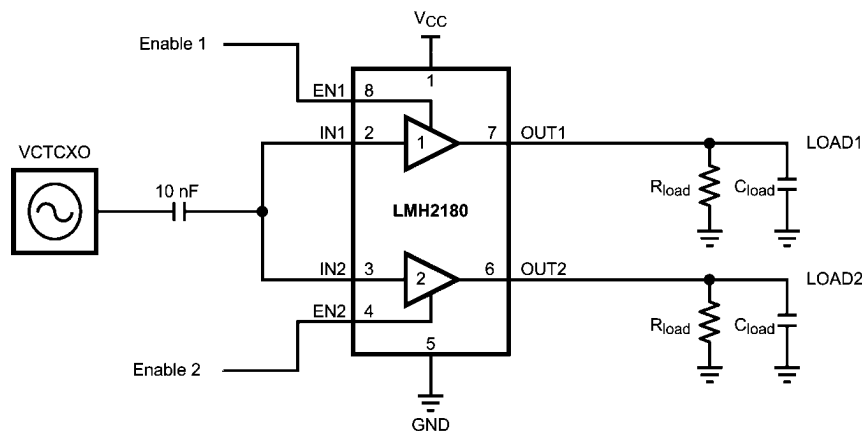 VCC
Enable 1
1
EN1 8
IN1 2 1 7 OUT1 LOAD1
VCTCXO
10 nF
Rload Cload
LMH2180
IN2 3 2 6 OUT2 LOAD2
EN2 4
Rload Cload
5
Enable 2
GND